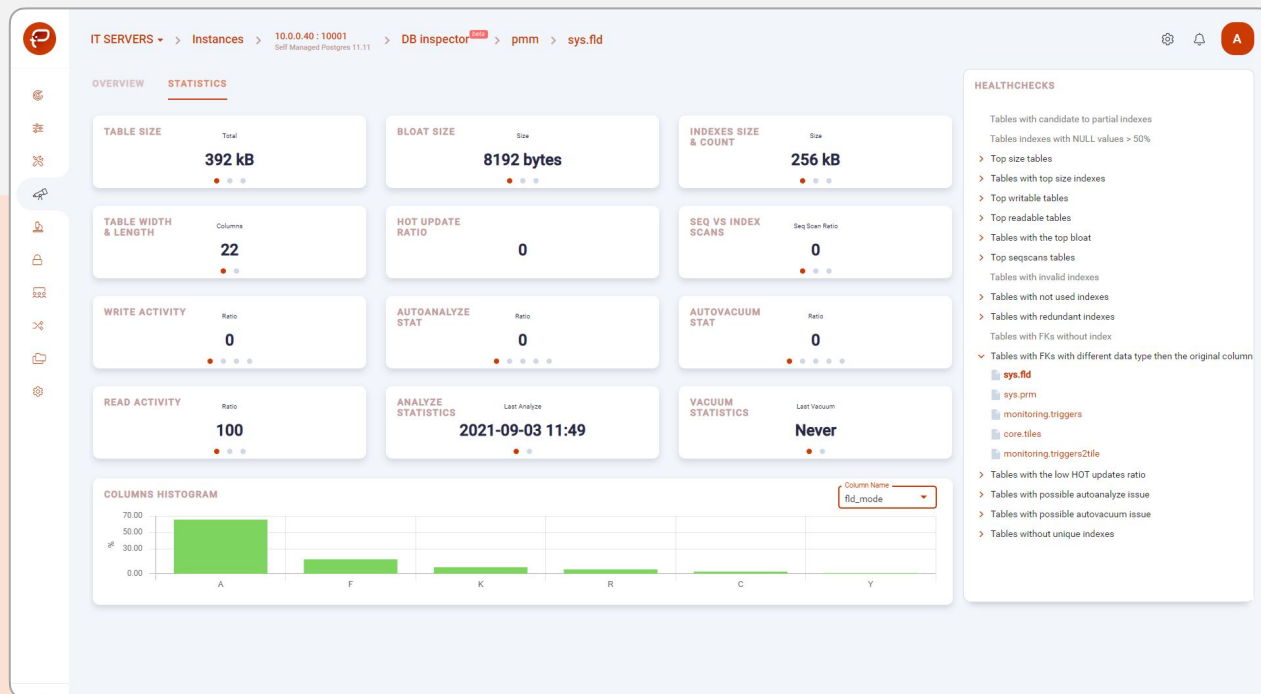 IT SERVERS > Instances > 10.0.0.40 : 10001 > DB inspector beta > pmm > sys.fld
Self Managed Postgres 11.11
A
OVERVIEW STATISTICS
TABLE SIZE
Total
392 kB
BLOAT SIZE
Size
8192 bytes
INDEXES SIZE
& COUNT
Size
256 kB
TABLE WIDTH
& LENGTH
Columns
22
HOT UPDATE
RATIO
0
SEQ VS INDEX
SCANS
Seq Scan Ratio
0
WRITE ACTIVITY
Ratio
0
AUTOANALYZE
STAT
Ratio
0
AUTOVACUUM
STAT
Ratio
0
READ ACTIVITY
Ratio
100
ANALYZE
STATISTICS
Last Analyze
2021-09-03 11:49
VACUUM
STATISTICS
Last Vacuum
Never
COLUMNS HISTOGRAM
Column Name
fld_mode
70.00
50.00
30.00
0.00
%
A F K R C Y
HEALTHCHECKS
Tables with candidate to partial indexes
Tables indexes with NULL values > 50%
> Top size tables
> Tables with top size indexes
> Top writable tables
> Top readable tables
> Tables with the top bloat
> Top seqscans tables
Tables with invalid indexes
> Tables with not used indexes
> Tables with redundant indexes
Tables with FKs without index
Tables with FKs with different data type then the original column
sys.fld
sys.prm
monitoring.triggers
core.tiles
monitoring.triggers2tile
> Tables with the low HOT updates ratio
> Tables with possible autoanalyze issue
> Tables with possible autovacuum issue
> Tables without unique indexes